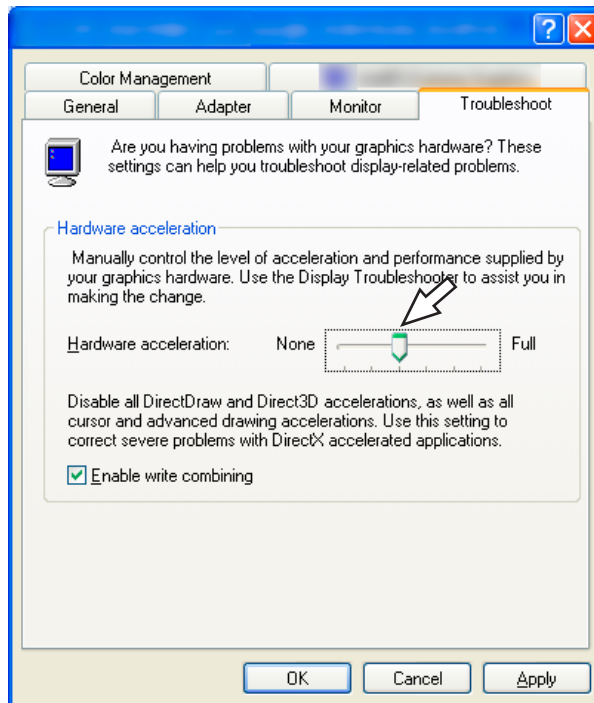 ?
Color Management
General Adapter Monitor Troubleshoot
Are you having problems with your graphics hardware? These
settings can help you troubleshoot display-related problems.
Hardware acceleration
Manually control the level of acceleration and performance supplied by
your graphics hardware. Use the Display Troubleshooter to assist you in
making the change.
Hardware acceleration: None Full
Disable all DirectDraw and Direct3D accelerations, as well as all
cursor and advanced drawing accelerations. Use this setting to
correct severe problems with DirectX accelerated applications.
Enable write combining
OK Cancel Apply